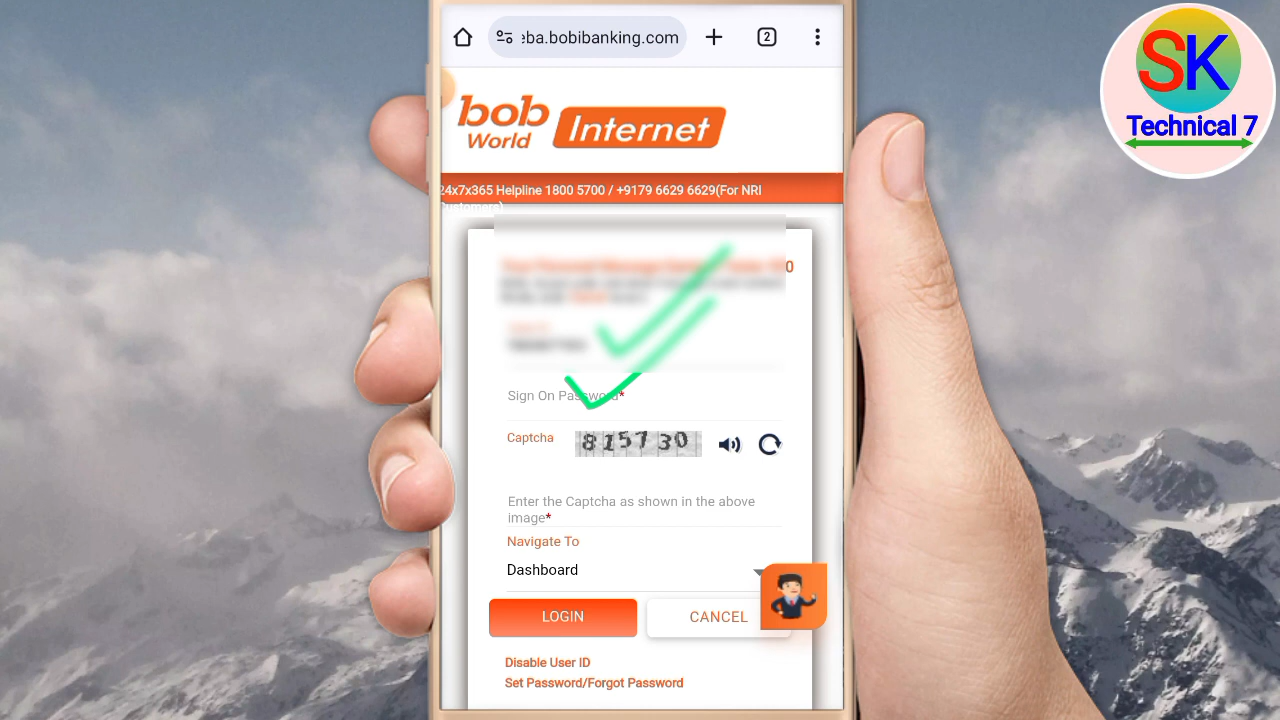 eba.bobibanking.com
2
SK
Technical 7
bob
World
Internet
24x7x365 Helpline 1800 5700 / +9179 6629 6629(For NRI
Customers)
0
Sign On Password*
Captcha
815730
Enter the Captcha as shown in the above
image*
Navigate To
Dashboard
LOGIN
CANCEL
Disable User ID
Set Password/Forgot Password